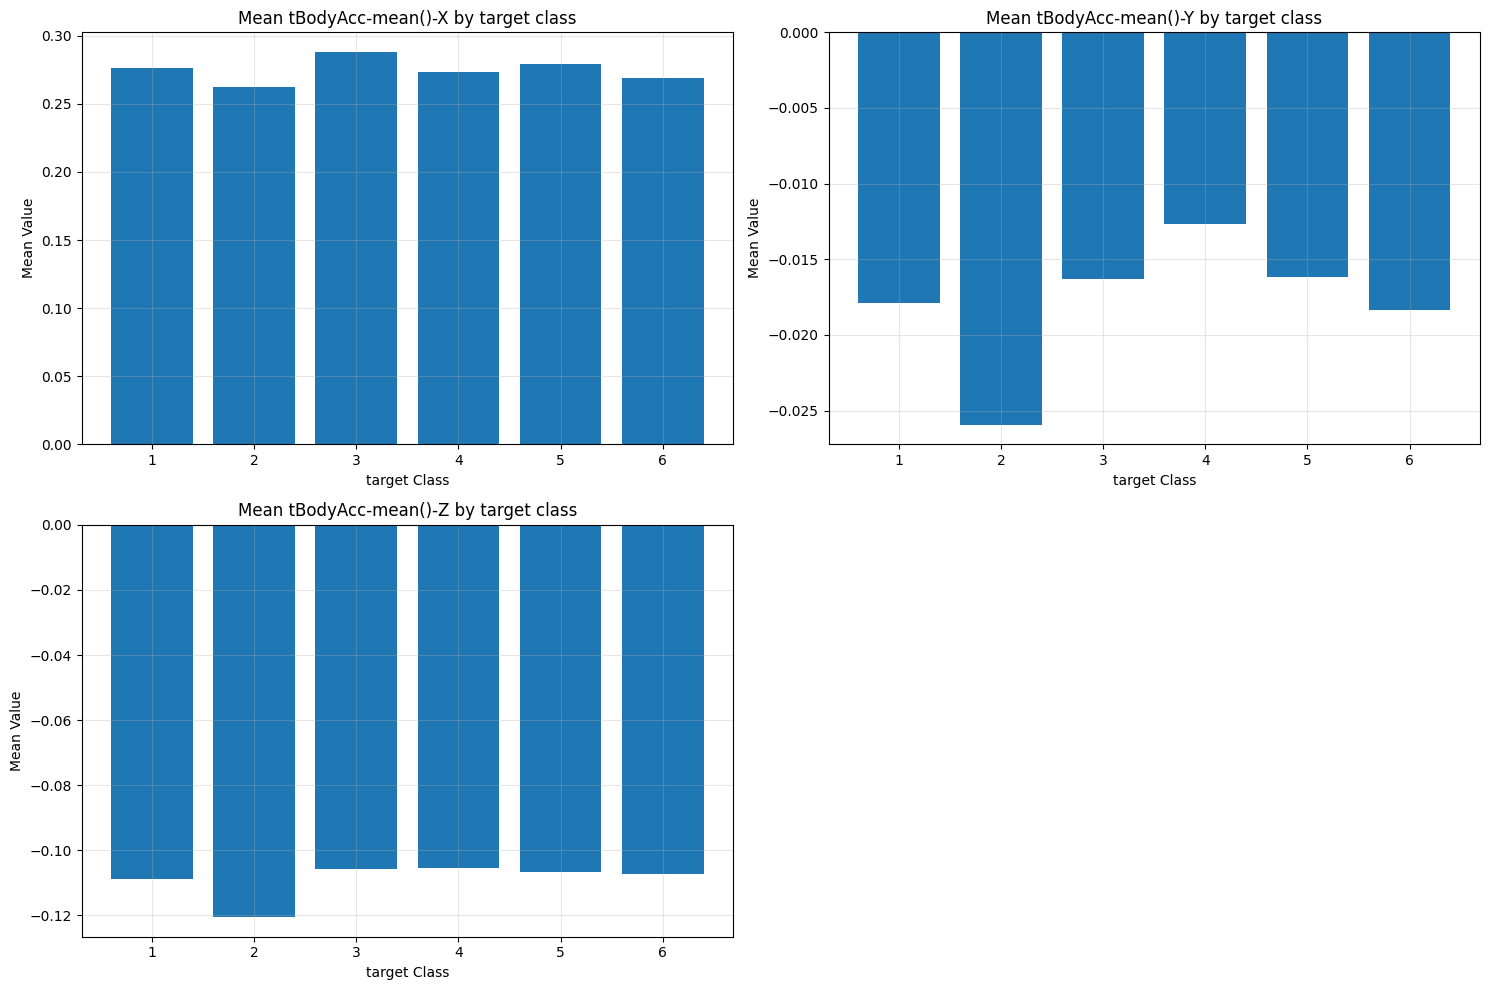 Mean tBodyAcc-mean()-X by target class
0.30
0.25
0.20
0.15
0.10
0.05
0.00
Mean Value
1 2 3 4 5 6
target Class
Mean tBodyAcc-mean()-Y by target class
0.000
−0.005
−0.010
−0.015
−0.020
−0.025
Mean Value
1 2 3 4 5 6
target Class
Mean tBodyAcc-mean()-Z by target class
0.00
−0.02
−0.04
−0.06
−0.08
−0.10
−0.12
Mean Value
1 2 3 4 5 6
target Class